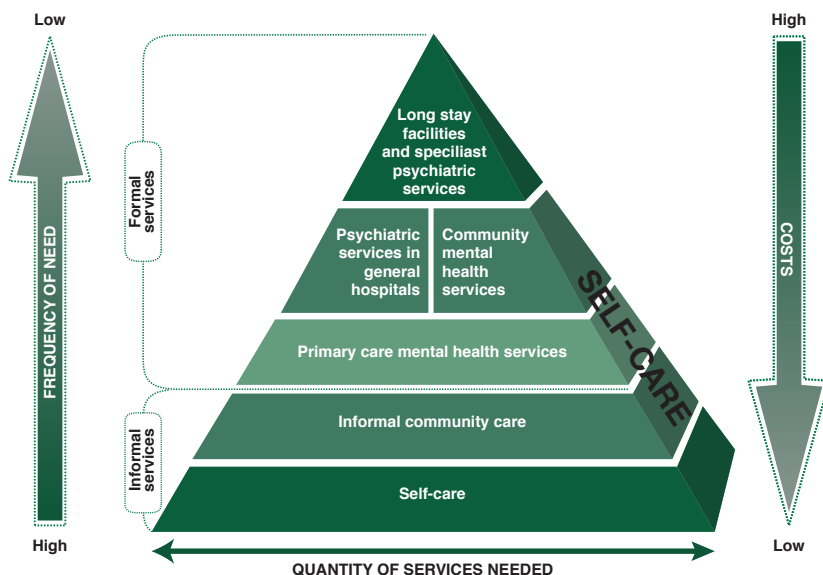 Low
High
Long stay
facilities
and speciliast
psychiatric
services
Formal
services
Psychiatric
services in
general
hospitals
Community
mental
health
services
SELF-CARE
COSTS
FREQUENCY OF NEED
Primary care mental health services
Informal community care
Informal
services
Self-care
High
Low
QUANTITY OF SERVICES NEEDED